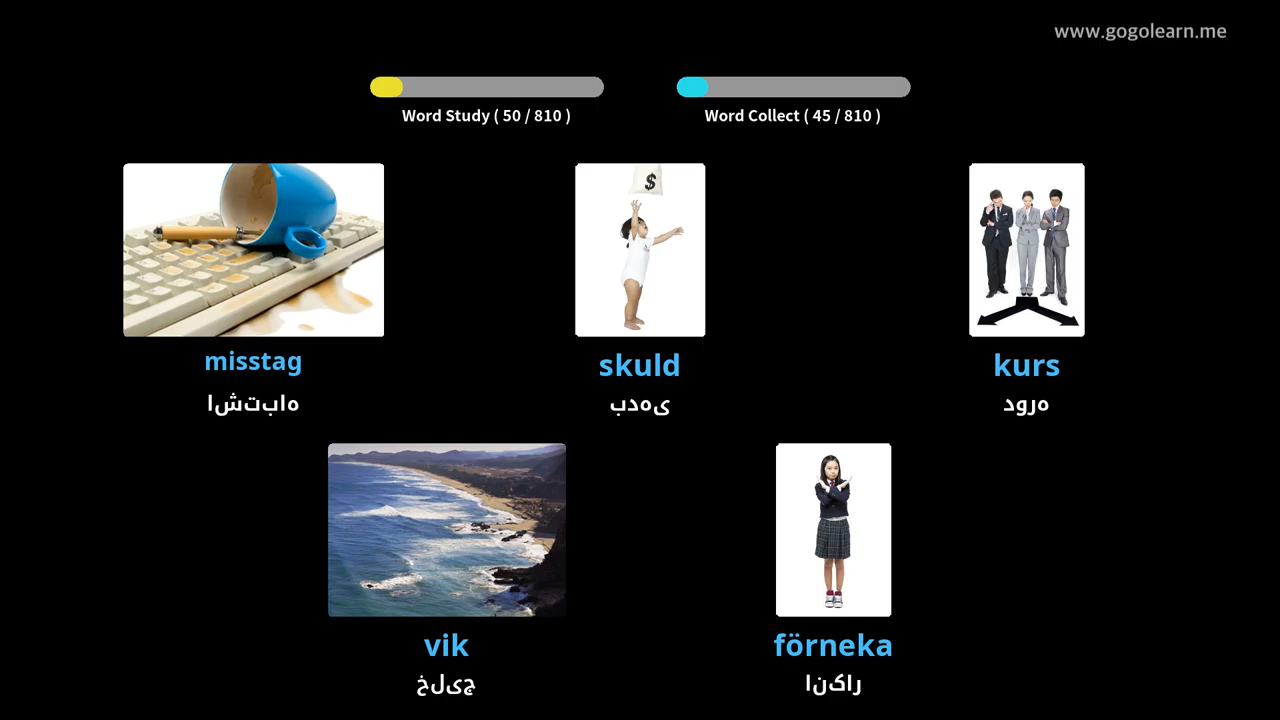 www.gogolearn.me
Word Study ( 50 / 810 )
Word Collect ( 45 / 810 )
misstag
اشتباه
skuld
بدهی
kurs
دوره
vik
خلیج
förneka
انکار